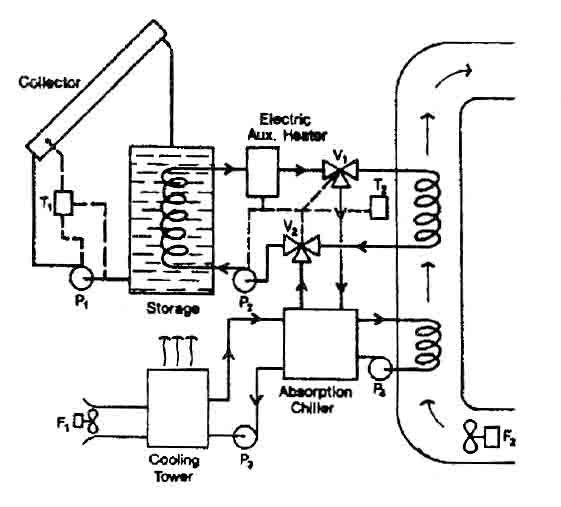 Collector
Electric
Aux. Heater
V1
T1
T2
V2
P1
P2
Storage
Absorption
Chiller
P3
F1
P3
F2
Cooling
Tower